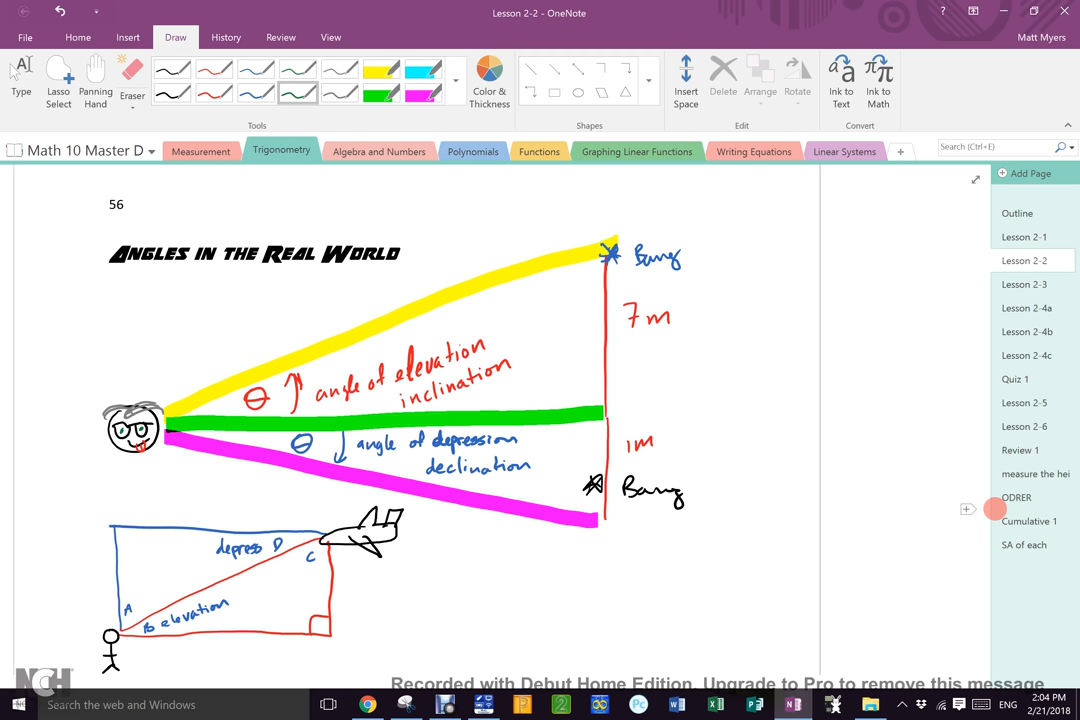 Lesson 2-2 - OneNote
?
File Home Insert Draw History Review View
Matt Myers
Type
Lasso Select
Panning Hand
Eraser
Color & Thickness
Insert Space
Delete
Arrange
Rotate
Ink to Text
Ink to Math
Tools
Shapes
Edit
Convert
Math 10 Master D
Measurement
Trigonometry
Algebra and Numbers
Polynomials
Functions
Graphing Linear Functions
Writing Equations
Linear Systems
Search (Ctrl+E)
Add Page
Outline
Lesson 2-1
Lesson 2-2
Lesson 2-3
Lesson 2-4a
Lesson 2-4b
Lesson 2-4c
Quiz 1
Lesson 2-5
Lesson 2-6
Review 1
measure the hei
ODRER
Cumulative 1
SA of each
56
Angles in the Real World
Bang
7m
θ angle of elevation
inclination
θ angle of depression
declination
1m
Bang
depress D
C
A
B elevation
NCH
Recorded with Debut Home Edition. Upgrade to Pro to remove this message
Search the web and Windows
ENG
2:04 PM
2/21/2018